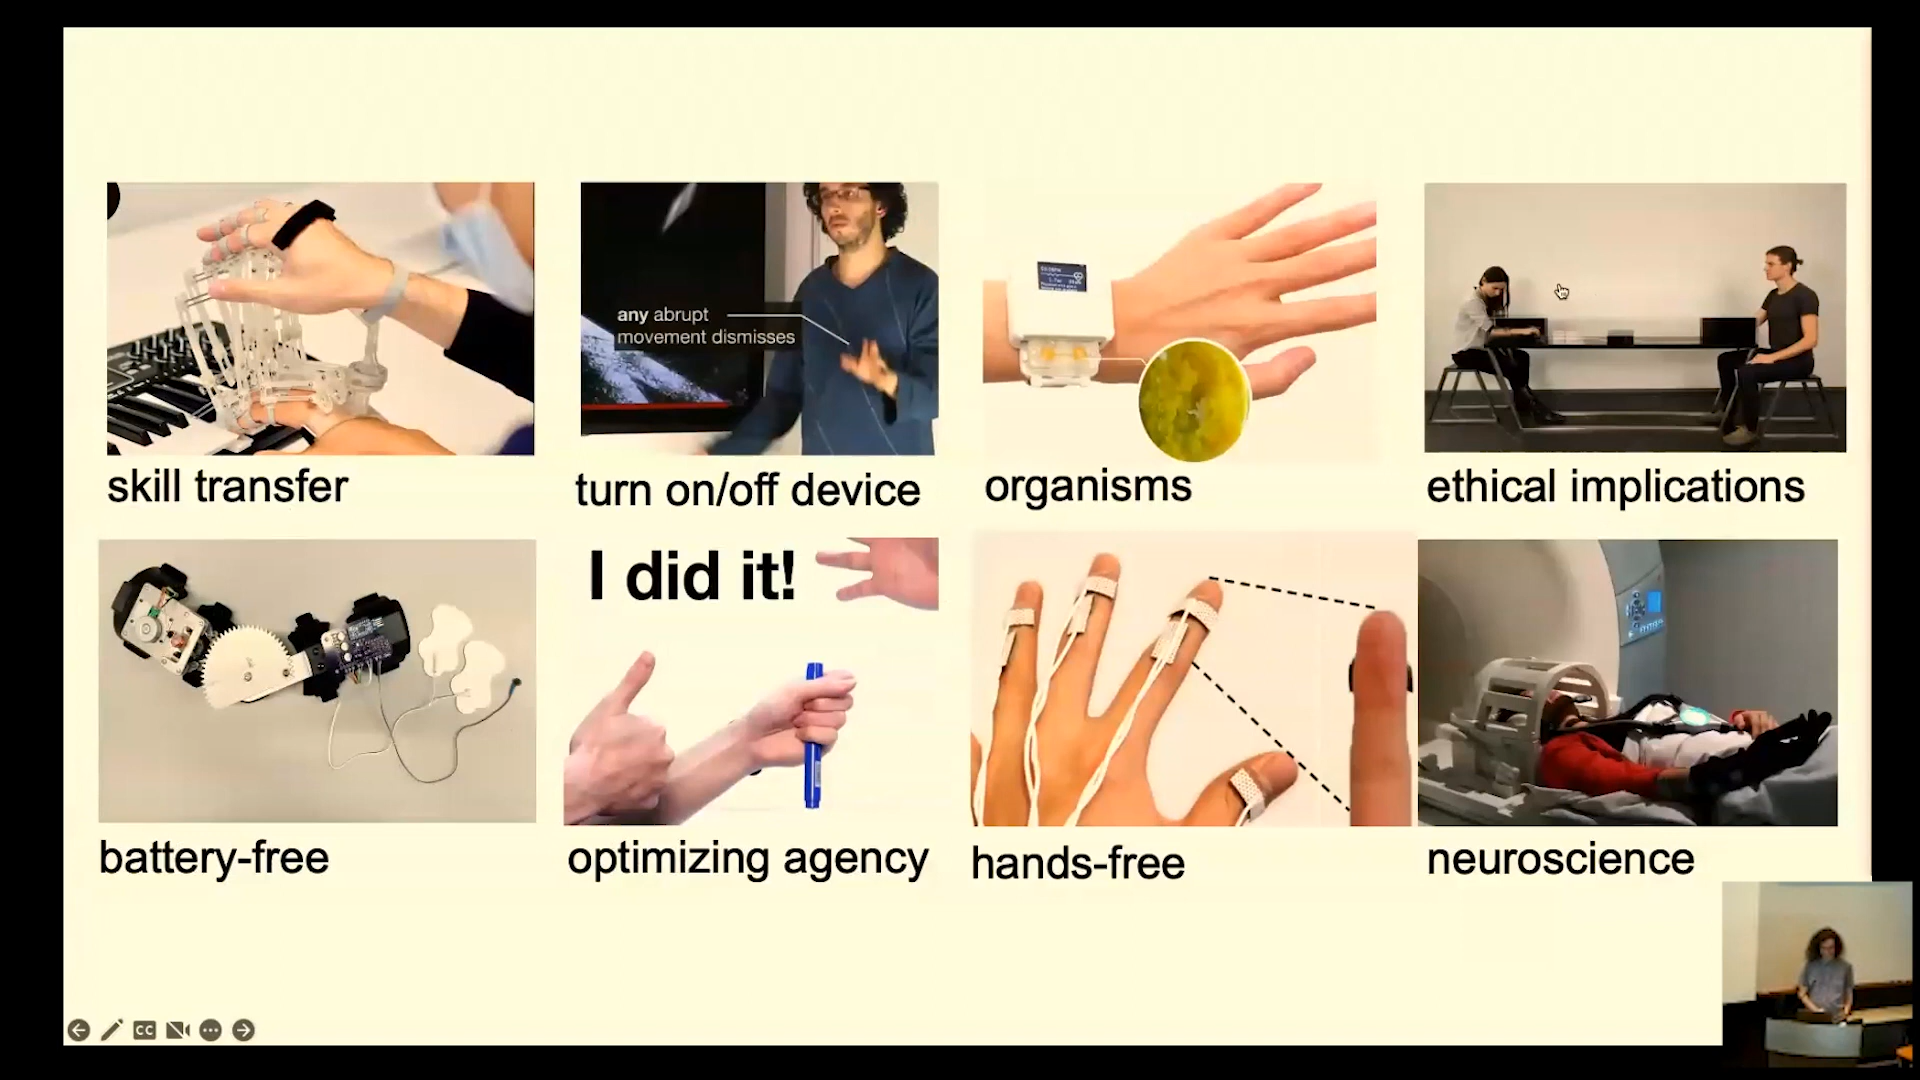 any abrupt
movement dismisses
skill transfer
turn on/off device
organisms
ethical implications
I did it!
battery-free
optimizing agency
hands-free
neuroscience
CC